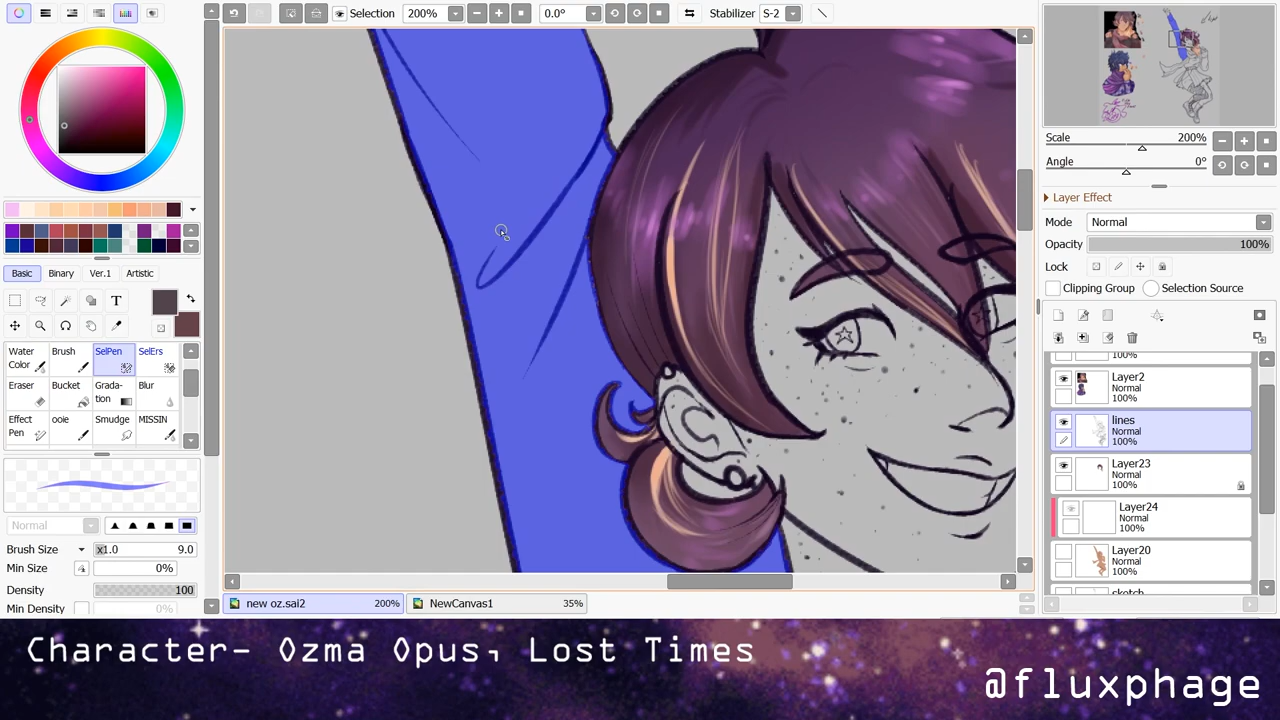 Selection 200% 0.0° Stabilizer S-2
Scale 200%
Angle 0°
Layer Effect
Mode Normal
Opacity 100%
Lock
Clipping Group Selection Source
100%
Layer2
Normal
100%
lines
Normal
100%
Layer23
Normal
100%
Layer24
Normal
100%
Layer20
Normal
100%
sketch
Basic Binary Ver.1 Artistic
T
Water Color Brush SelPen SelErs
Eraser Bucket Grada-tion Blur
Effect Pen ooie Smudge MISSIN
Normal
Brush Size x1.0 9.0
Min Size 0%
Density 100
Min Density 0%
new oz.sai2 200% NewCanvas1 35%
Character- Ozma Opus, Lost Times
@fluxphage